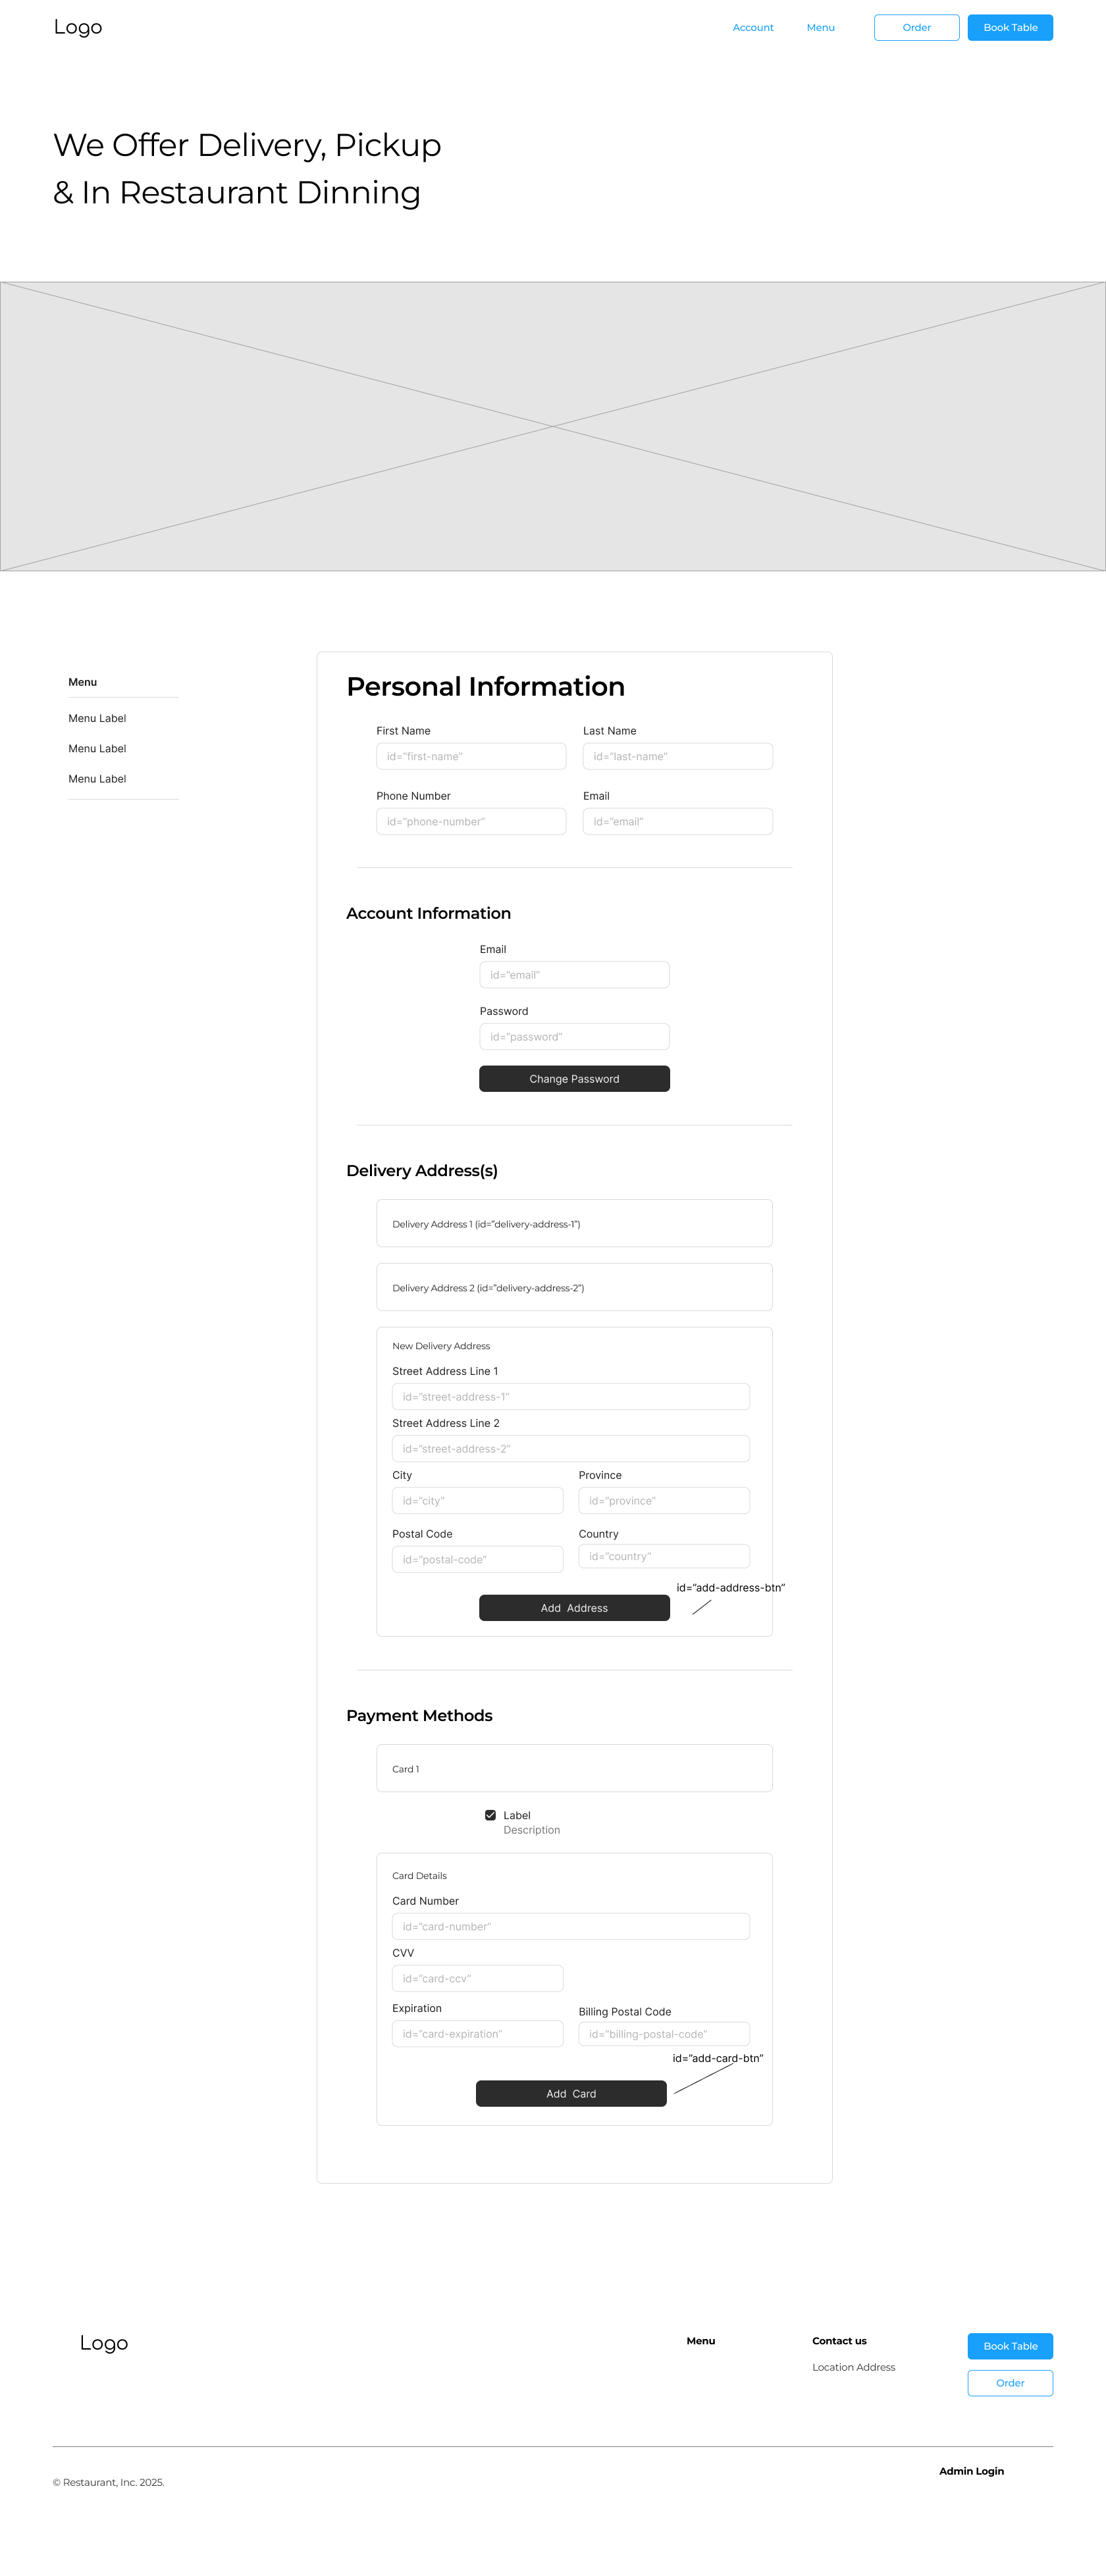 Logo
Account
Menu
Order
Book Table
We Offer Delivery, Pickup
& In Restaurant Dinning
Menu
Menu Label
Menu Label
Menu Label
Personal Information
First Name
Last Name
id="first-name"
id="last-name"
Phone Number
Email
id="phone-number"
id="email"
Account Information
Email
id="email"
Password
id="password"
Change Password
Delivery Address(s)
Delivery Address 1 (id="delivery-address-1")
Delivery Address 2 (id="delivery-address-2")
New Delivery Address
Street Address Line 1
id="street-address-1"
Street Address Line 2
id="street-address-2"
City
Province
id="city"
id="province"
Postal Code
Country
id="postal-code"
id="country"
id="add-address-btn"
Add Address
Payment Methods
Card 1
Label
Description
Card Details
Card Number
id="card-number"
CVV
id="card-ccv"
Expiration
Billing Postal Code
id="card-expiration"
id="billing-postal-code"
id="add-card-btn"
Add Card
Logo
Menu
Contact us
Location Address
Book Table
Order
Admin Login
© Restaurant, Inc. 2025.